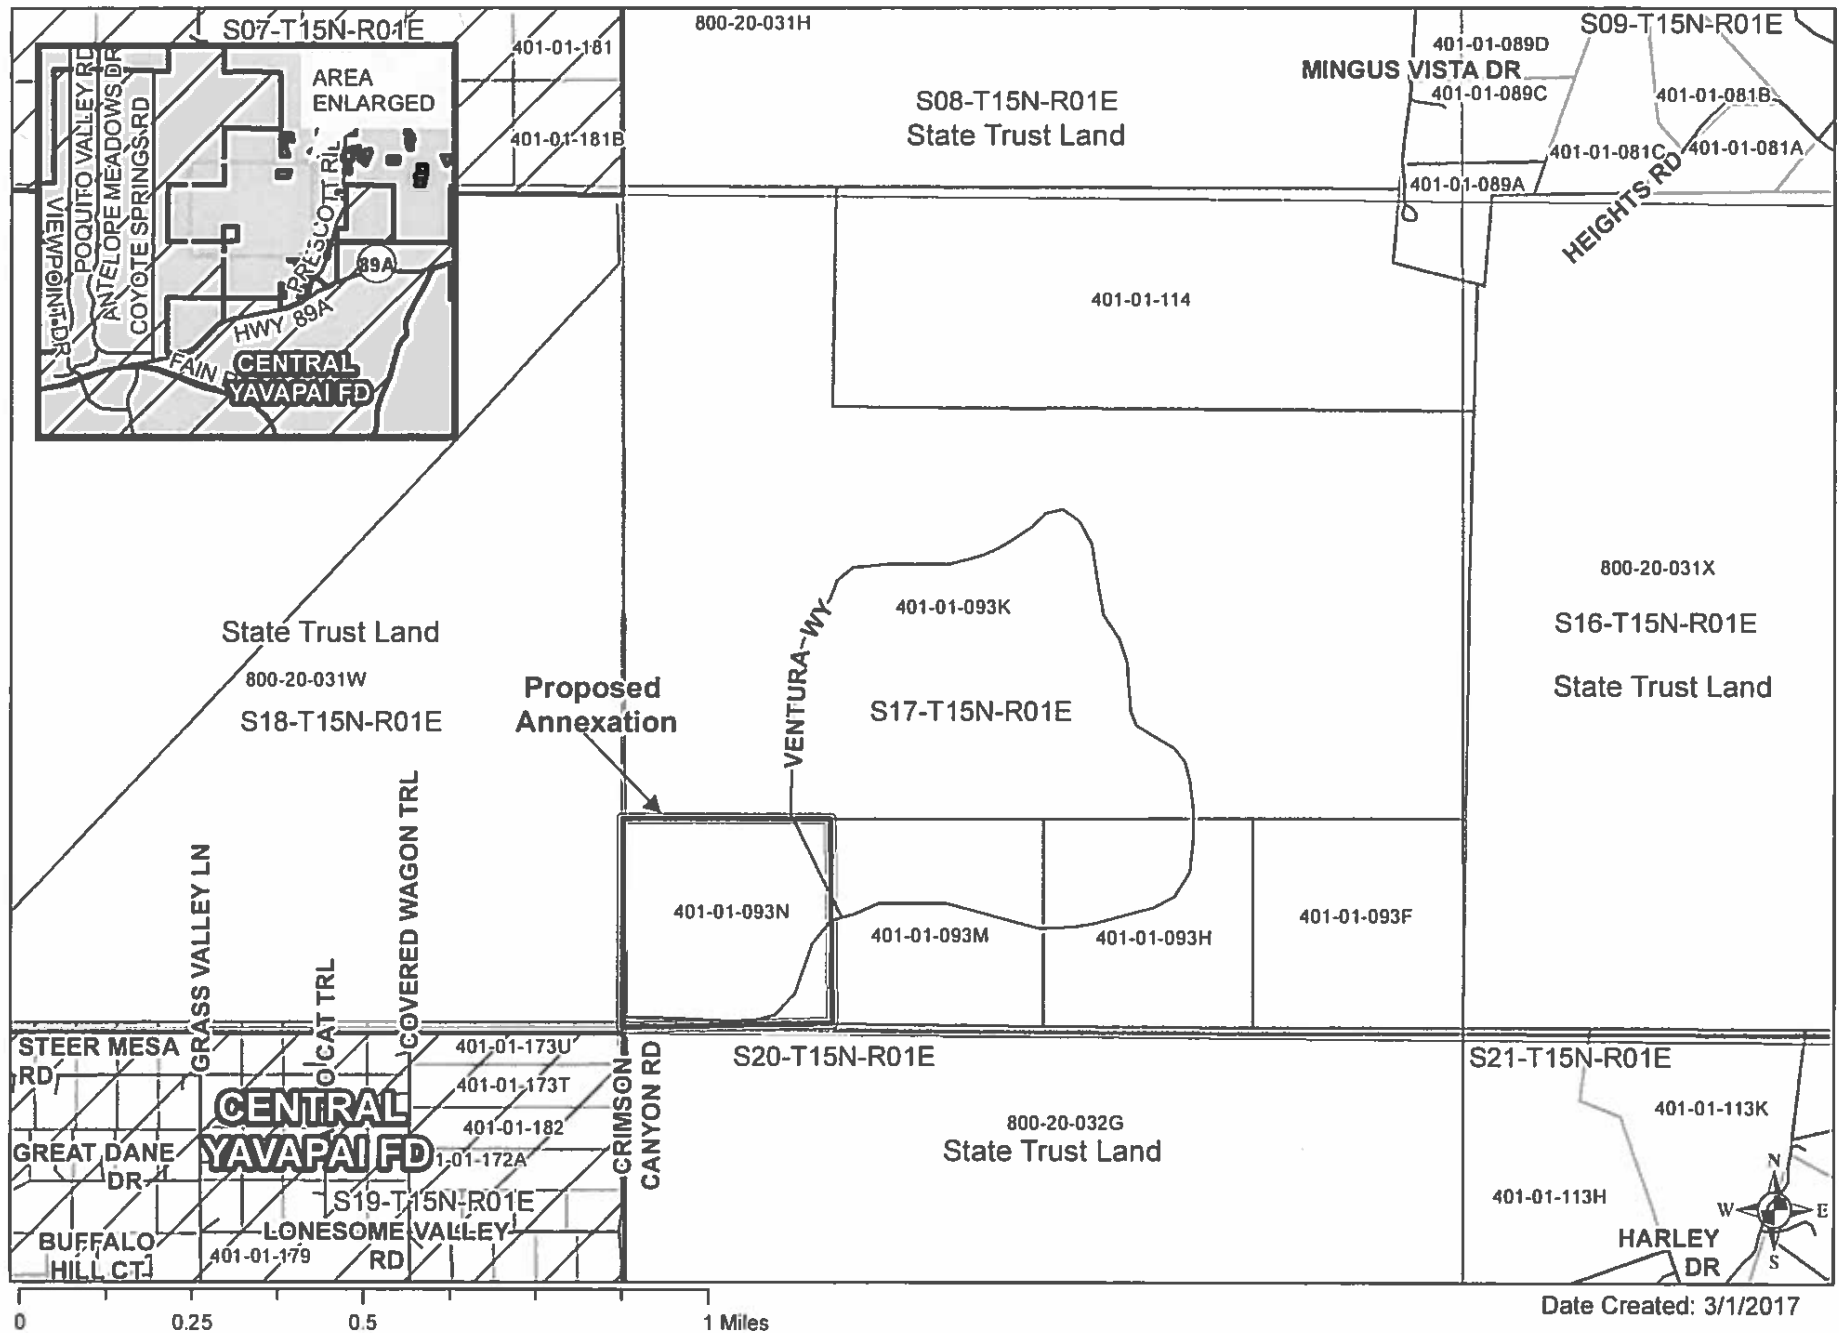 S07-T15N-R01E
401-01-181
401-01-181B
800-20-031H
S08-T15N-R01E
State Trust Land
MINGUS VISTA DR
401-01-089D
401-01-089C
401-01-089A
S09-T15N-R01E
401-01-081B
401-01-081C
401-01-081A
HEIGHTS RD
AREA
ENLARGED
VIEWPOINT DR
POQUITO VALLEY RD
ANTELOPE MEADOWS DR
COYOTE SPRINGS RD
PRESCOTT
89A
HWY 89A
FAIN
CENTRAL
YAVAPAI FD
401-01-114
401-01-093K
VENTURA WY
S17-T15N-R01E
800-20-031X
S16-T15N-R01E
State Trust Land
State Trust Land
800-20-031W
S18-T15N-R01E
Proposed
Annexation
401-01-093N
401-01-093M
401-01-093H
401-01-093F
GRASS VALLEY LN
O CAT TRL
COVERED WAGON TRL
STEER MESA
RD
401-01-173U
401-01-173T
401-01-182
1-01-172A
CENTRAL
YAVAPAI FD
GREAT DANE
DR
S19-T15N-R01E
LONESOME VALLEY
RD
BUFFALO
HILL CT
401-01-179
CRIMSON
CANYON RD
S20-T15N-R01E
800-20-032G
State Trust Land
S21-T15N-R01E
401-01-113K
401-01-113H
HARLEY
DR
N
W
E
S
0 0.25 0.5 1 Miles
Date Created: 3/1/2017